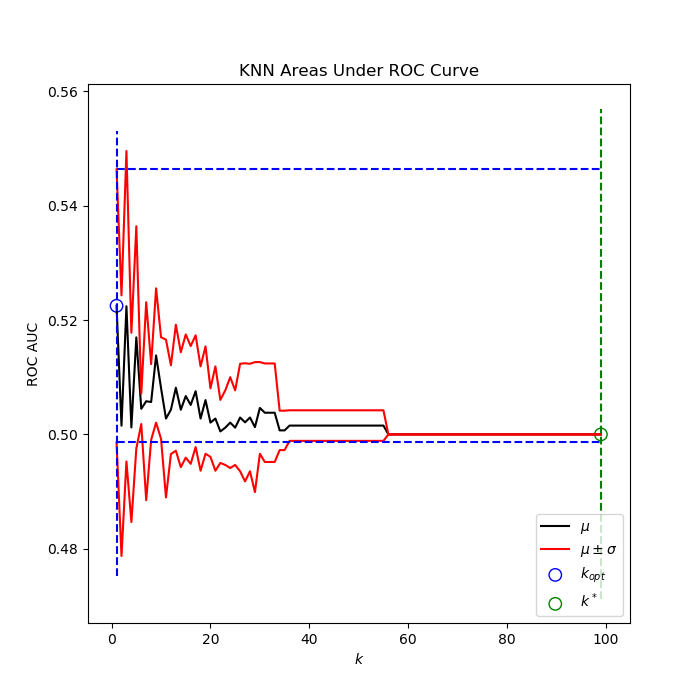 KNN Areas Under ROC Curve
ROC AUC
0.56
0.54
0.52
0.50
0.48
0
20
40
60
80
100
k
μ
μ ± σ
k_opt
k*